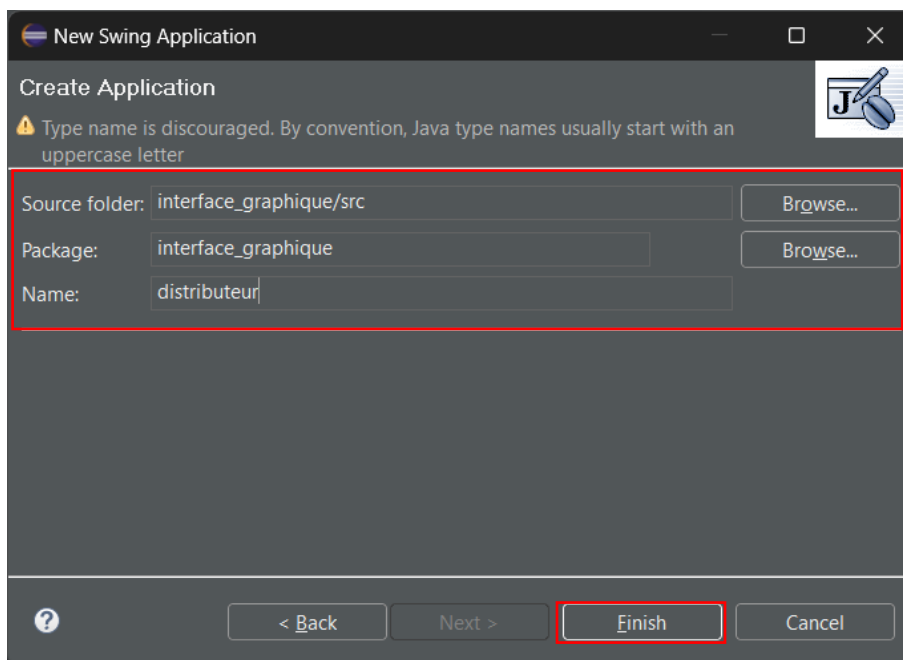 New Swing Application
Create Application
Type name is discouraged. By convention, Java type names usually start with an
uppercase letter
Source folder: interface_graphique/src Browse...
Package: interface_graphique Browse...
Name: distributeur
< Back Next > Finish Cancel